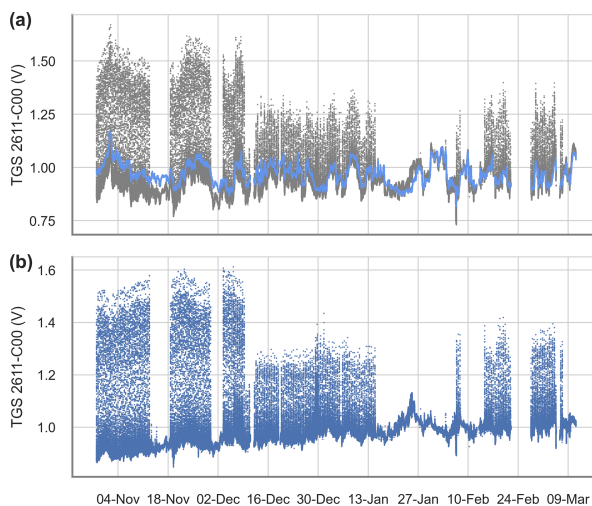 (a)
TGS 2611-C00 (V)
1.50
1.25
1.00
0.75
(b)
TGS 2611-C00 (V)
1.6
1.4
1.2
1.0
04-Nov 18-Nov 02-Dec 16-Dec 30-Dec 13-Jan 27-Jan 10-Feb 24-Feb 09-Mar